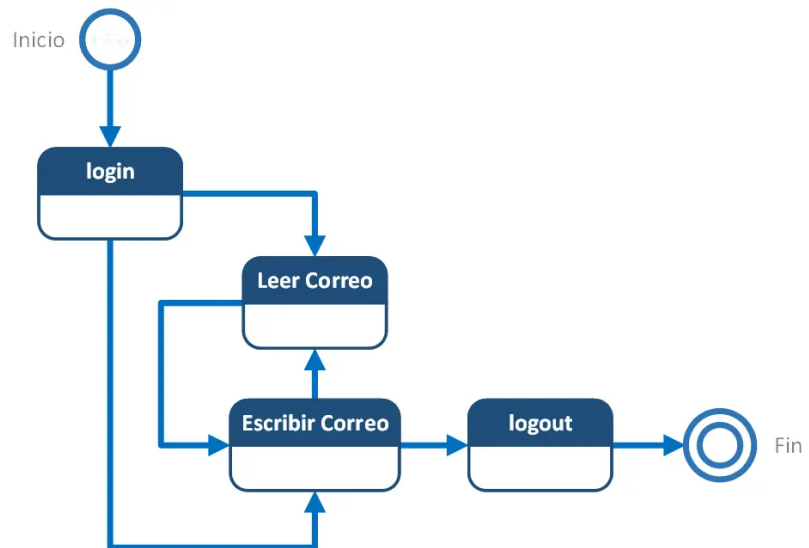 Inicio
login
Leer Correo
Escribir Correo
logout
Fin